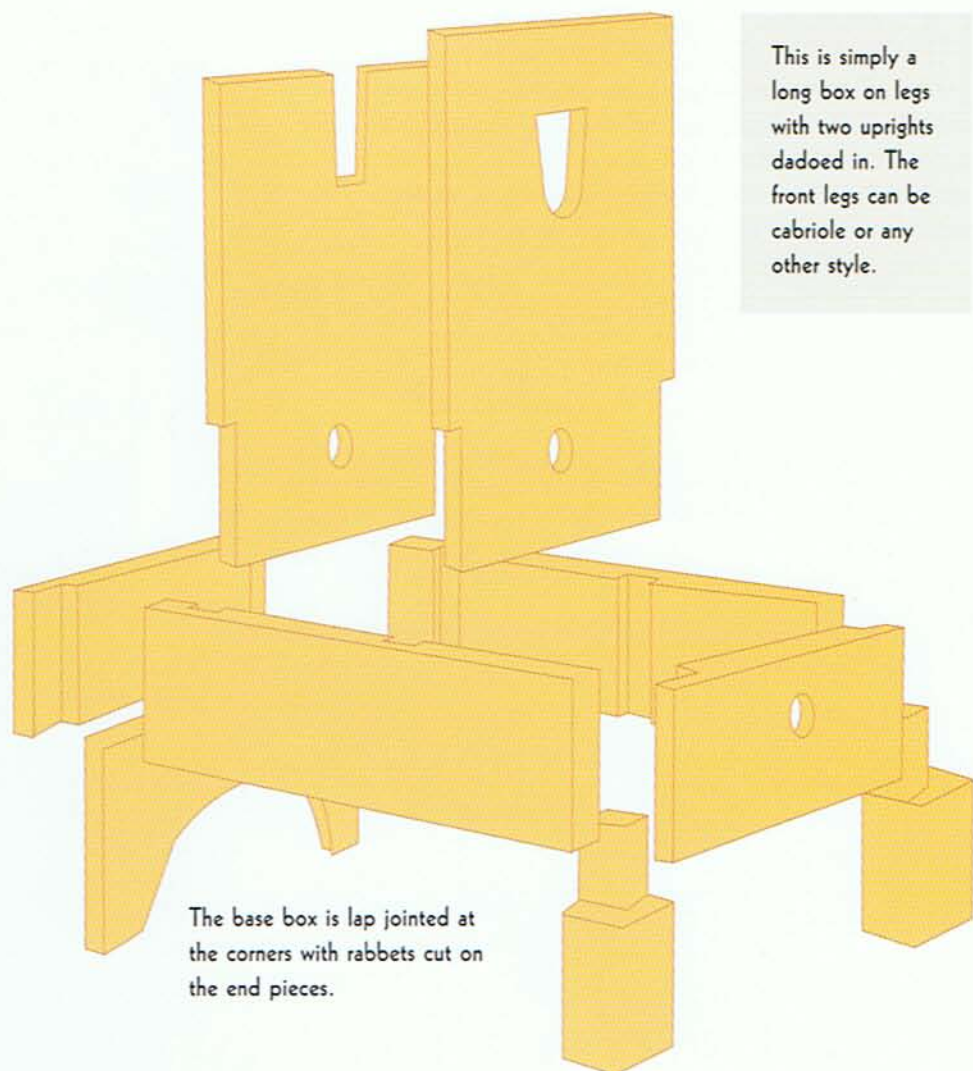 This is simply a
long box on legs
with two uprights
dadoed in. The
front legs can be
cabriole or any
other style.
The base box is lap jointed at
the corners with rabbets cut on
the end pieces.